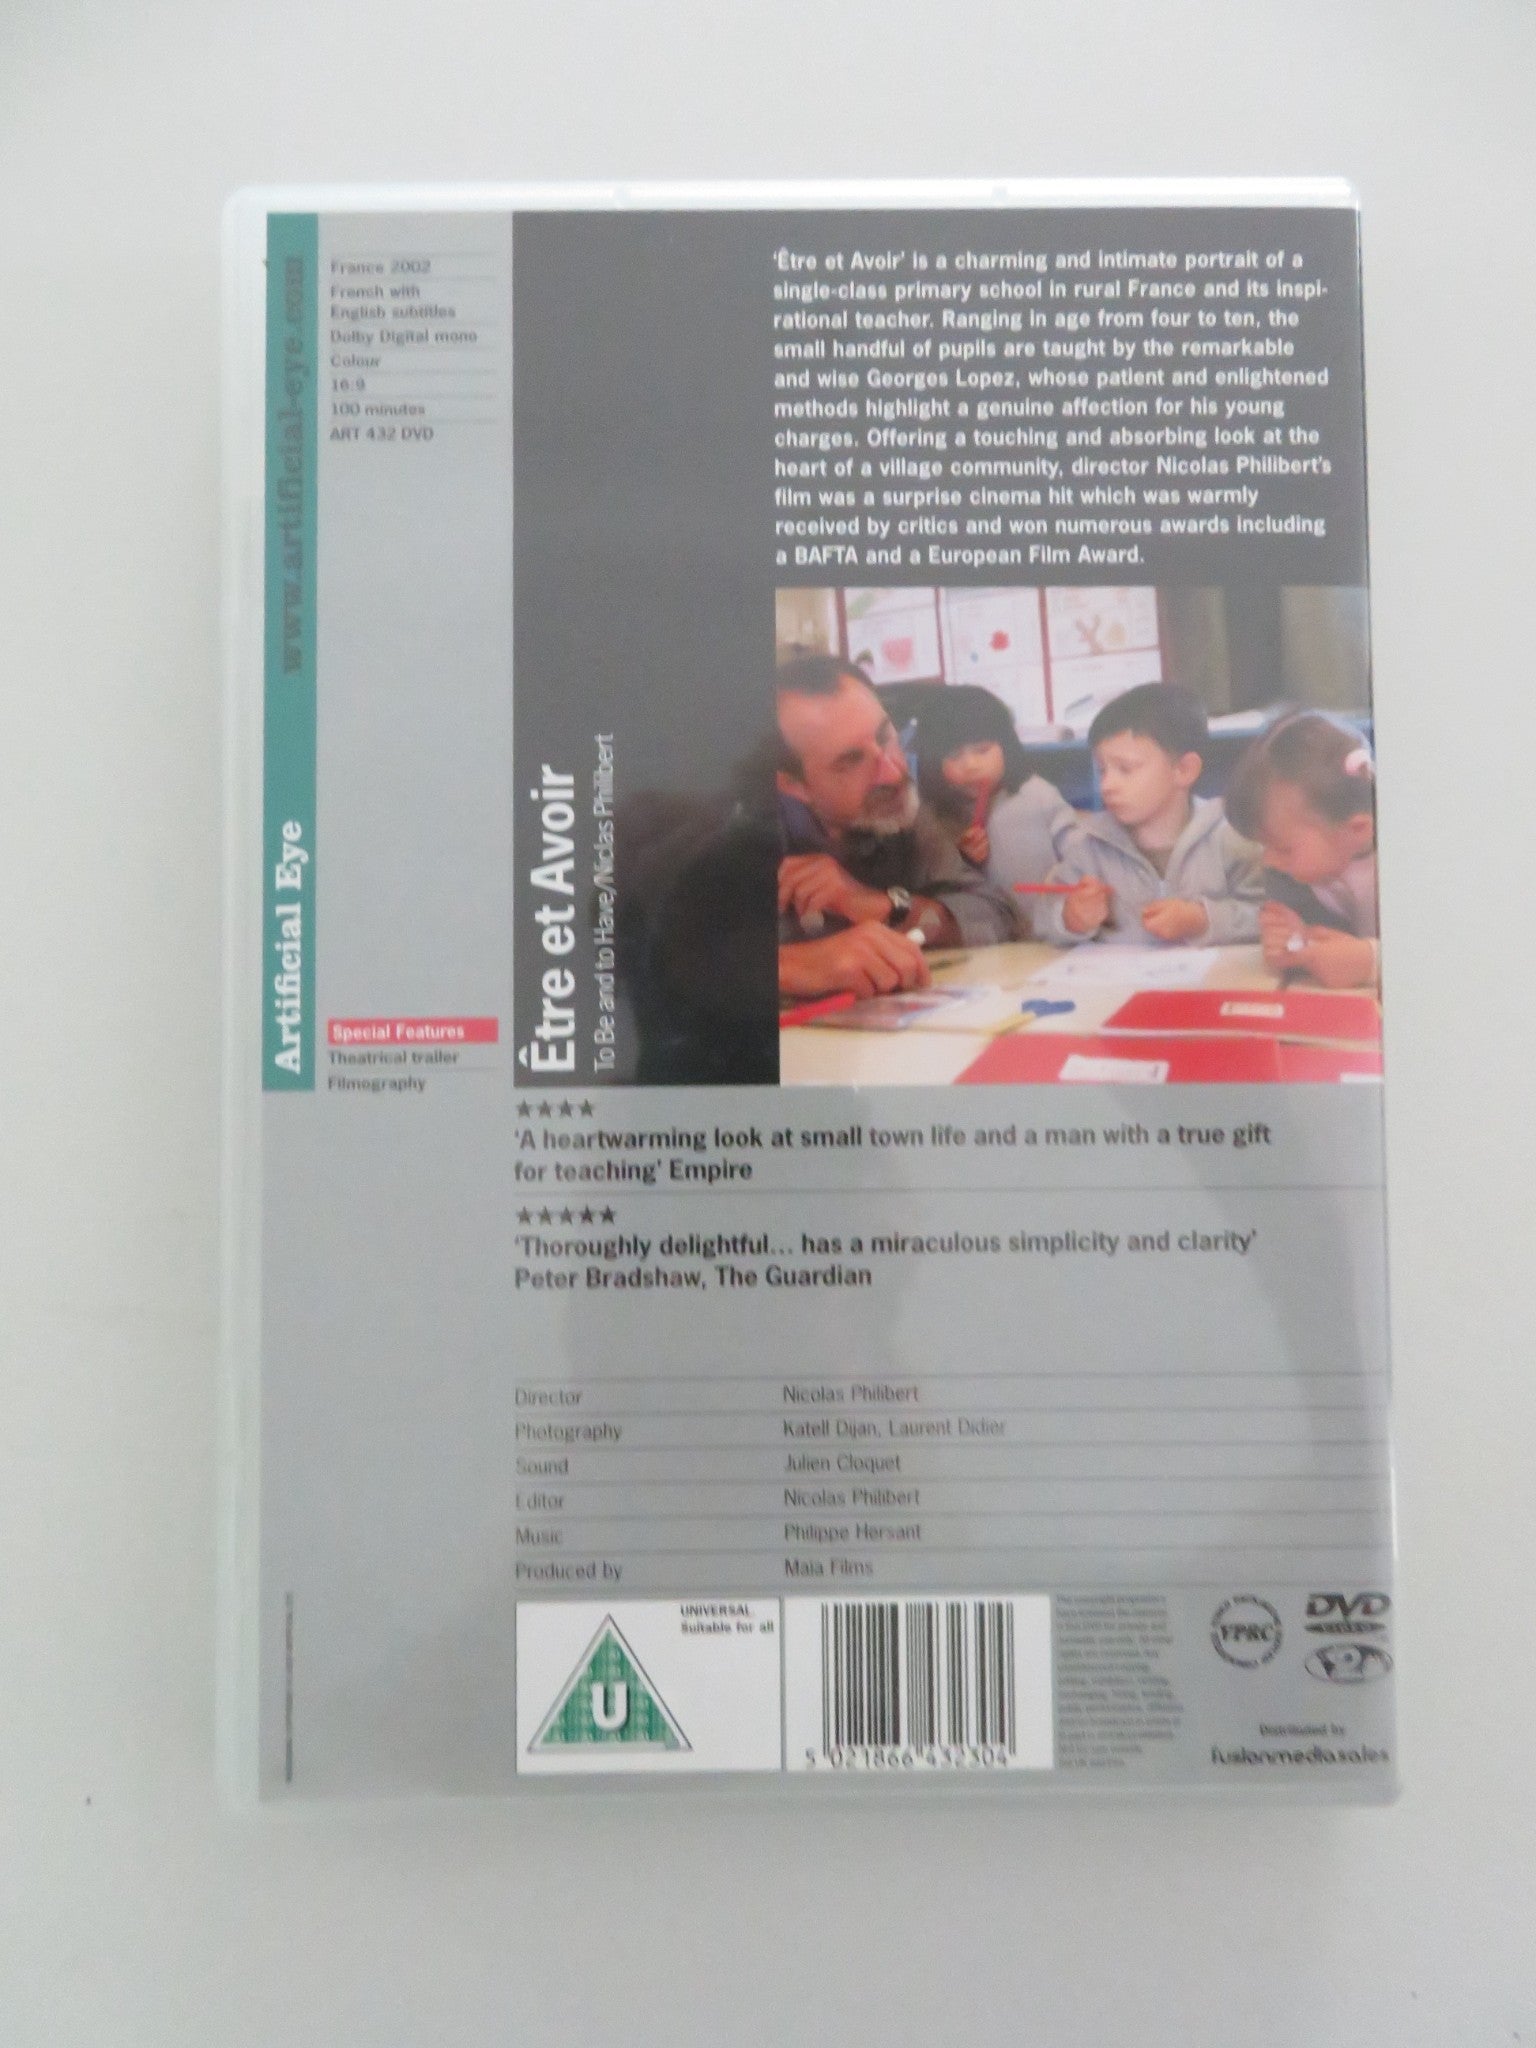 www.artificial-eye.com
Artificial Eye
France 2002
French with
English subtitles
Dolby Digital mono
Colour
16:9
100 minutes
ART 432 DVD
Special Features
Theatrical trailer
Filmography
Être et Avoir
To Be and to Have/Niclas Philibert
'Être et Avoir' is a charming and intimate portrait of a
single-class primary school in rural France and its inspi-
rational teacher. Ranging in age from four to ten, the
small handful of pupils are taught by the remarkable
and wise Georges Lopez, whose patient and enlightened
methods highlight a genuine affection for his young
charges. Offering a touching and absorbing look at the
heart of a village community, director Nicolas Philibert's
film was a surprise cinema hit which was warmly
received by critics and won numerous awards including
a BAFTA and a European Film Award.
★★★★
'A heartwarming look at small town life and a man with a true gift
for teaching' Empire
★★★★★
'Thoroughly delightful... has a miraculous simplicity and clarity'
Peter Bradshaw, The Guardian
Director Nicolas Philibert
Photography Katell Dijan, Laurent Didier
Sound Julien Cloquet
Editor Nicolas Philibert
Music Philippe Hersant
Produced by Maia Films
UNIVERSAL
Suitable for all
U
5 021866 432304
VPRC
DVD
Distributed by
fusionmediasales